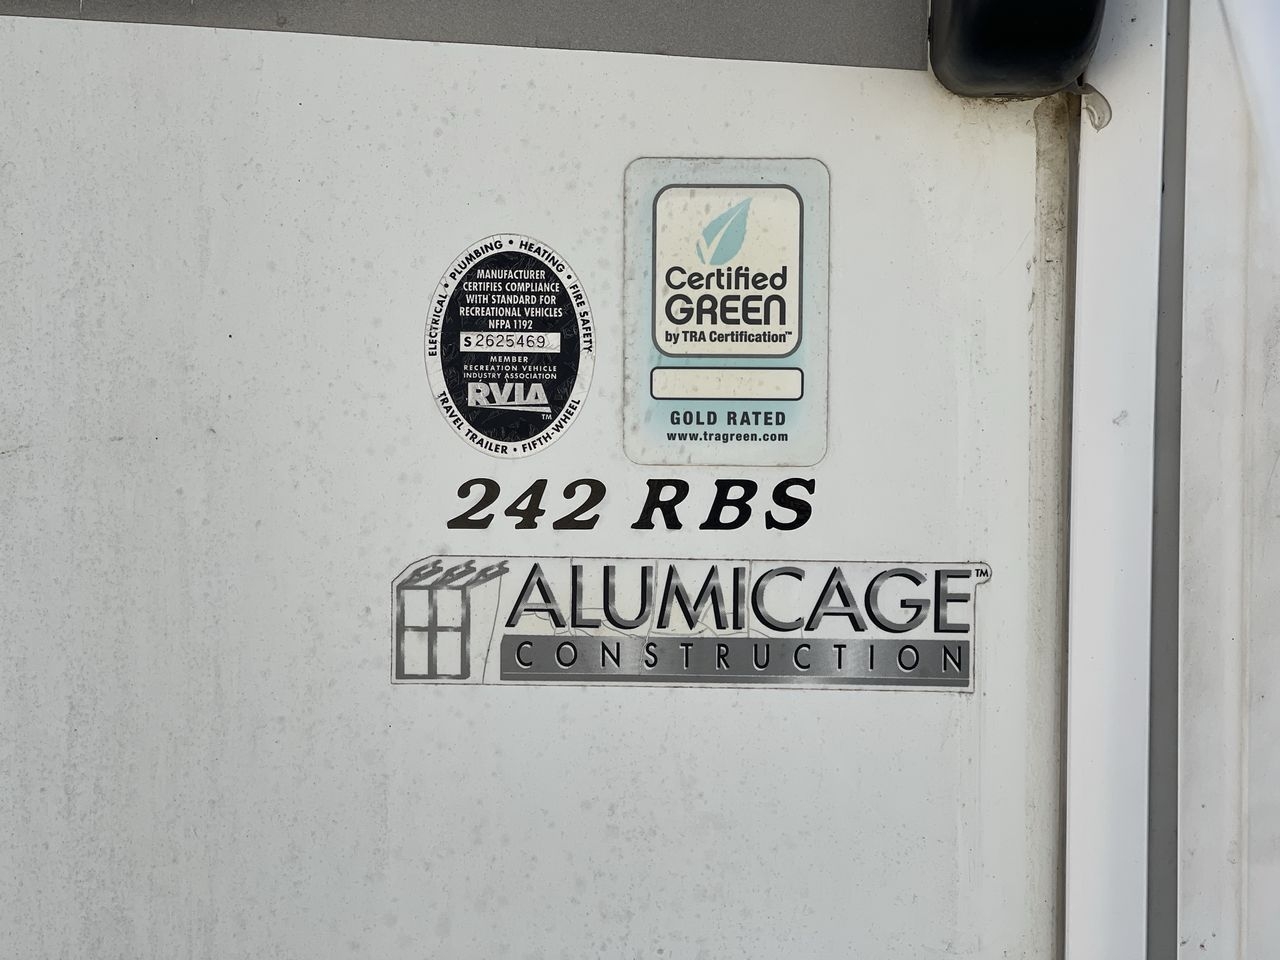 ELECTRICAL • PLUMBING • HEATING • FIRE SAFETY
MANUFACTURER
CERTIFIES COMPLIANCE
WITH STANDARD FOR
RECREATIONAL VEHICLES
NFPA 1192
S 2625469
MEMBER
RECREATION VEHICLE
INDUSTRY ASSOCIATION
RVIA
TM
TRAVEL TRAILER • FIFTH-WHEEL
Certified
GREEN
by TRA Certification™
GOLD RATED
www.tragreen.com
242 RBS
ALUMICAGE™
CONSTRUCTION